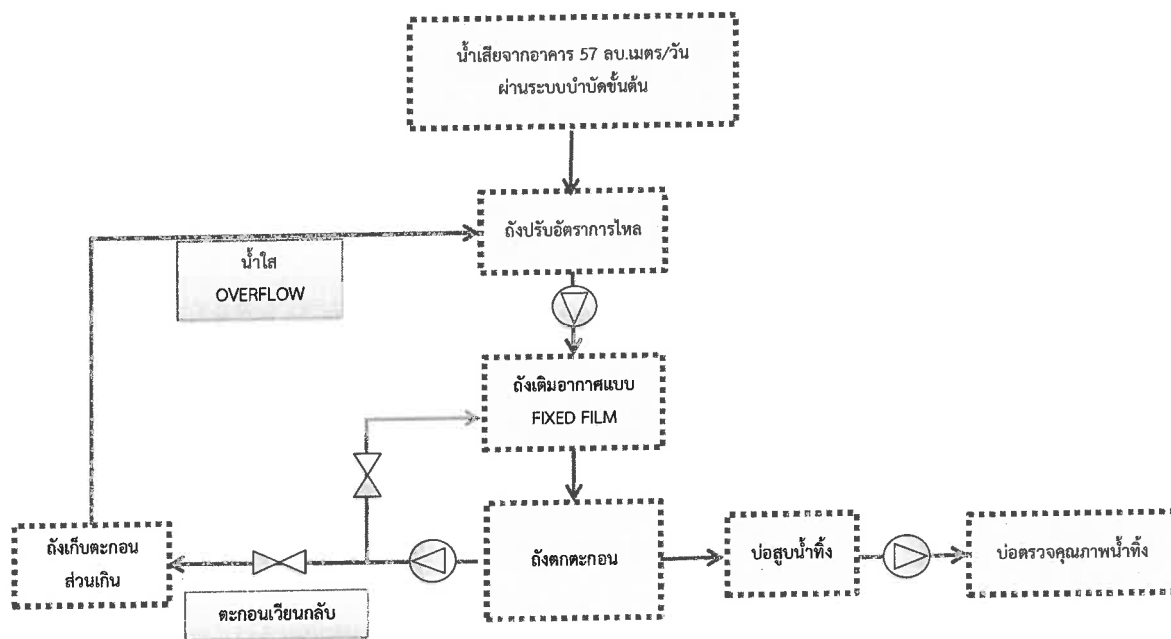 น้ำเสียจากอาคาร 57 ลบ.เมตร/วัน
ผ่านระบบบำบัดขั้นต้น
ถังปรับอัตราการไหล
น้ำใส
OVERFLOW
ถังเติมอากาศแบบ
FIXED FILM
ถังเก็บตะกอน
ส่วนเกิน
ถังตกตะกอน
บ่อสูบน้ำทิ้ง
บ่อตรวจคุณภาพน้ำทิ้ง
ตะกอนเวียนกลับ